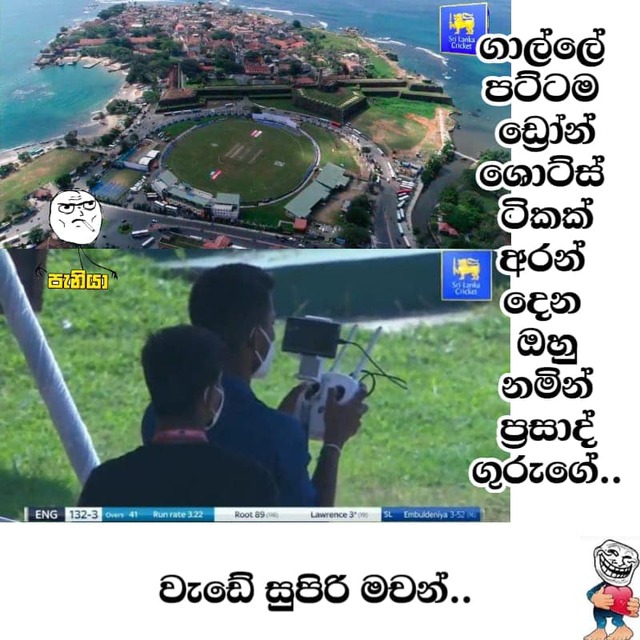 Sri Lanka
Cricket
ගාල්ලේ
පට්ටම
ඩ්‍රෝන්
ශොට්ස්
ටිකක්
අරන්
දෙන
ඔහු
නමින්
ප්‍රසාද්
ගුරුගේ..
පැනියා
Sri Lanka
Cricket
ENG 132-3 Overs 41 Run rate 3.22 Root 89 Lawrence 3* SL Embuldeniya 3-52
වැඩේ සුපිරි මචන්..